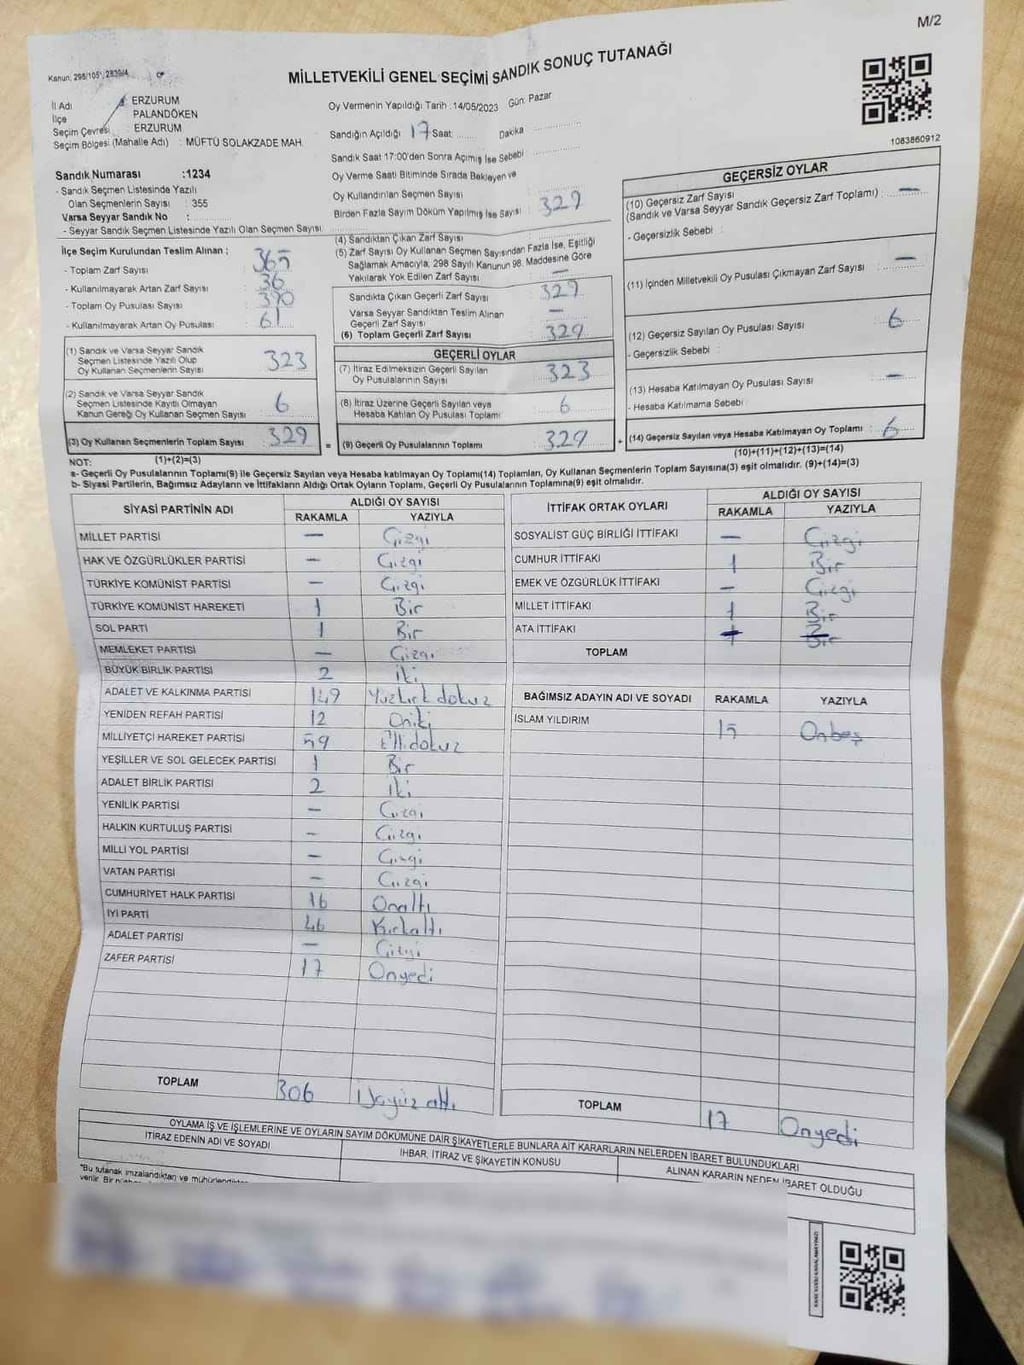 M/2
Kanun, 298/105*, 2839/4
MİLLETVEKİLİ GENEL SEÇİMİ SANDIK SONUÇ TUTANAĞI
1083860912
İl Adı : ERZURUM
İlçe PALANDÖKEN
Seçim Çevresi ERZURUM
Seçim Bölgesi (Mahalle Adı) : MÜFTÜ SOLAKZADE MAH.
Sandık Numarası :1234
- Sandık Seçmen Listesinde Yazılı
Olan Seçmenlerin Sayısı : 355
Varsa Seyyar Sandık No :
- Seyyar Sandık Seçmen Listesinde Yazılı Olan Seçmen Sayısı
İlçe Seçim Kurulundan Teslim Alınan ;
- Toplam Zarf Sayısı : 365
- Kullanılmayarak Artan Zarf Sayısı : 36
- Toplam Oy Pusulası Sayısı : 390
- Kullanılmayarak Artan Oy Pusulası : 61
(1) Sandık ve Varsa Seyyar Sandık
Seçmen Listesinde Yazılı Olup
Oy Kullanan Seçmenlerin Sayısı : 323
(2) Sandık ve Varsa Seyyar Sandık
Seçmen Listesinde Kayıtlı Olmayan
Kanun Gereği Oy Kullanan Seçmen Sayısı 6
(3) Oy Kullanan Seçmenlerin Toplam Sayısı 329
(1)+(2)=(3)
Oy Vermenin Yapıldığı Tarih : 14/05/2023 Gün: Pazar
Sandığın Açıldığı 17 Saat Dakika
Sandık Saat 17:00'den Sonra Açılmış İse Sebebi
Oy Verme Saati Bitiminde Sırada Bekleyen ve
Oy Kullandırılan Seçmen Sayısı
Birden Fazla Sayım Döküm Yapılmış İse Sayısı 329
(4) Sandıktan Çıkan Zarf Sayısı
(5) Zarf Sayısı Oy Kullanan Seçmen Sayısından Fazla İse, Eşitliği
Sağlamak Amacıyla, 298 Sayılı Kanunun 98. Maddesine Göre
Yakılarak Yok Edilen Zarf Sayısı —
Sandıkta Çıkan Geçerli Zarf Sayısı 329
Varsa Seyyar Sandıktan Teslim Alınan
Geçerli Zarf Sayısı —
(6) Toplam Geçerli Zarf Sayısı 329
GEÇERLİ OYLAR
(7) İtiraz Edilmeksizin Geçerli Sayılan
Oy Pusulalarının Sayısı 323
(8) İtiraz Üzerine Geçerli Sayılan veya
Hesaba Katılan Oy Pusulası Toplamı 6
= (9) Geçerli Oy Pusulalarının Toplamı 329
GEÇERSİZ OYLAR
(10) Geçersiz Zarf Sayısı
(Sandık ve Varsa Seyyar Sandık Geçersiz Zarf Toplamı) : —
- Geçersizlik Sebebi :
(11) İçinden Milletvekili Oy Pusulası Çıkmayan Zarf Sayısı —
(12) Geçersiz Sayılan Oy Pusulası Sayısı 6
- Geçersizlik Sebebi :
(13) Hesaba Katılmayan Oy Pusulası Sayısı —
- Hesaba Katılmama Sebebi :
+ (14) Geçersiz Sayılan veya Hesaba Katılmayan Oy Toplamı : 6
(10)+(11)+(12)+(13)=(14)
NOT:
a- Geçerli Oy Pusulalarının Toplamı(9) ile Geçersiz Sayılan veya Hesaba katılmayan Oy Toplamı(14) Toplamları, Oy Kullanan Seçmenlerin Toplam Sayısına(3) eşit olmalıdır. (9)+(14)=(3)
b- Siyasi Partilerin, Bağımsız Adayların ve İttifakların Aldığı Ortak Oyların Toplamı, Geçerli Oy Pusulalarının Toplamına(9) eşit olmalıdır.
SİYASİ PARTİNİN ADI ALDIĞI OY SAYISI
RAKAMLA YAZIYLA
MİLLET PARTİSİ — Çizgi
HAK VE ÖZGÜRLÜKLER PARTİSİ — Çizgi
TÜRKİYE KOMÜNİST PARTİSİ — Çizgi
TÜRKİYE KOMÜNİST HAREKETİ 1 Bir
SOL PARTİ 1 Bir
MEMLEKET PARTİSİ — Çizgi
BÜYÜK BİRLİK PARTİSİ 2 İki
ADALET VE KALKINMA PARTİSİ 149 Yüzkırk dokuz
YENİDEN REFAH PARTİSİ 12 Oniki
MİLLİYETÇİ HAREKET PARTİSİ 59 Ellidokuz
YEŞİLLER VE SOL GELECEK PARTİSİ 1 Bir
ADALET BİRLİK PARTİSİ 2 İki
YENİLİK PARTİSİ — Çizgi
HALKIN KURTULUŞ PARTİSİ — Çizgi
MİLLİ YOL PARTİSİ — Çizgi
VATAN PARTİSİ — Çizgi
CUMHURİYET HALK PARTİSİ 16 Onaltı
İYİ PARTİ 46 Kırkaltı
ADALET PARTİSİ — Çizgi
ZAFER PARTİSİ 17 Onyedi
TOPLAM 306 Üçyüz altı
İTTİFAK ORTAK OYLARI ALDIĞI OY SAYISI
RAKAMLA YAZIYLA
SOSYALİST GÜÇ BİRLİĞİ İTTİFAKI — Çizgi
CUMHUR İTTİFAKI 1 Bir
EMEK VE ÖZGÜRLÜK İTTİFAKI — Çizgi
MİLLET İTTİFAKI 1 Bir
ATA İTTİFAKI 1 Bir
TOPLAM
BAĞIMSIZ ADAYIN ADI VE SOYADI RAKAMLA YAZIYLA
İSLAM YILDIRIM 15 Onbeş
TOPLAM 17 Onyedi
OYLAMA İŞ VE İŞLEMLERİNE VE OYLARIN SAYIM DÖKÜMÜNE DAİR ŞİKAYETLERLE BUNLARA AİT KARARLARIN NELERDEN İBARET BULUNDUKLARI
İTİRAZ EDENİN ADI VE SOYADI İHBAR, İTİRAZ VE ŞİKAYETİN KONUSU ALINAN KARARIN NEDEN İBARET OLDUĞU
"Bu tutanak imzalandıktan ve mühürlendikten